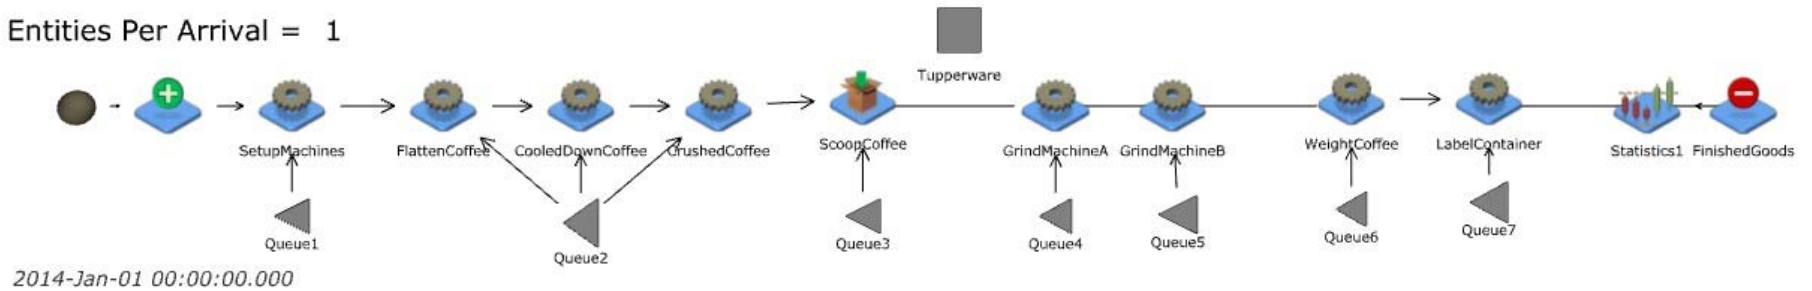 Entities Per Arrival = 1
Tupperware
SetupMachines FlattenCoffee CooledDownCoffee CrushedCoffee ScoopCoffee GrindMachineA GrindMachineB WeightCoffee LabelContainer Statistics1 FinishedGoods
Queue1 Queue2 Queue3 Queue4 Queue5 Queue6 Queue7
2014-Jan-01 00:00:00.000